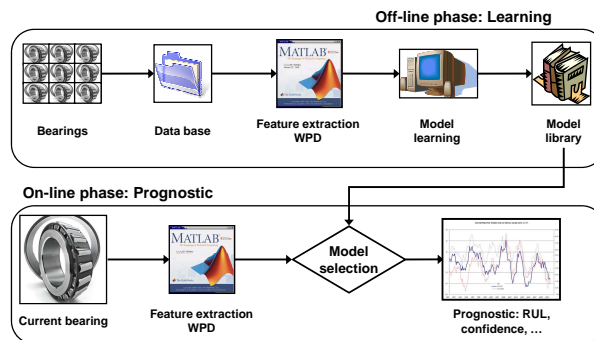 Off-line phase: Learning
MATLAB
Bearings
Data base
Feature extraction
WPD
Model
learning
Model
library
On-line phase: Prognostic
MATLAB
Model
selection
Current bearing
Feature extraction
WPD
Prognostic: RUL,
confidence, …